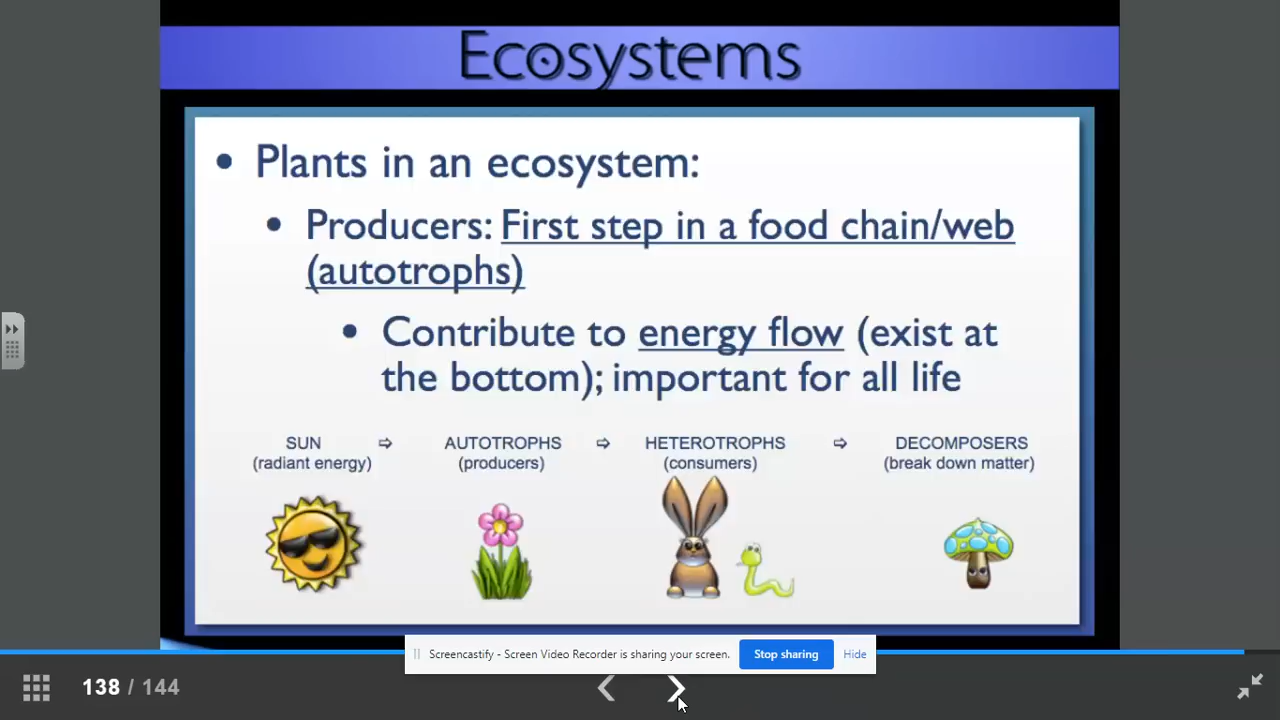 Ecosystems
• Plants in an ecosystem:
• Producers: First step in a food chain/web
(autotrophs)
• Contribute to energy flow (exist at
the bottom); important for all life
SUN ⇨ AUTOTROPHS ⇨ HETEROTROPHS ⇨ DECOMPOSERS
(radiant energy) (producers) (consumers) (break down matter)
Screencastify - Screen Video Recorder is sharing your screen. Stop sharing Hide
138 / 144